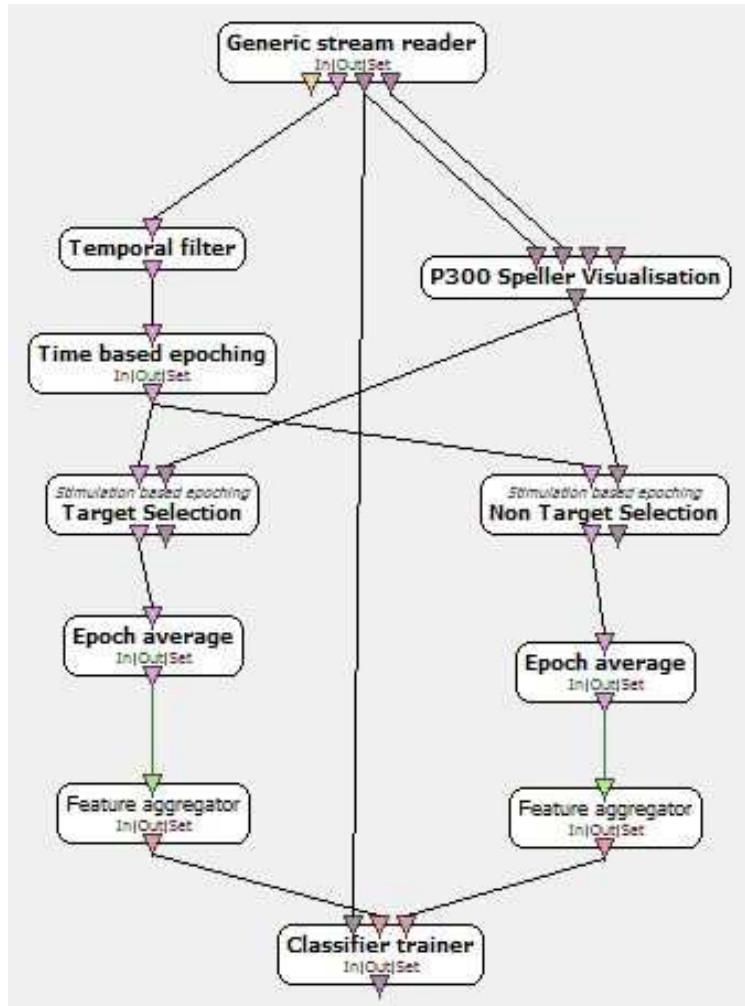 Generic stream reader
In|Out|Set
Temporal filter
P300 Speller Visualisation
Time based epoching
In|Out|Set
Stimulation based epoching
Target Selection
Stimulation based epoching
Non Target Selection
Epoch average
In|Out|Set
Epoch average
In|Out|Set
Feature aggregator
In|Out|Set
Feature aggregator
In|Out|Set
Classifier trainer
In|Out|Set